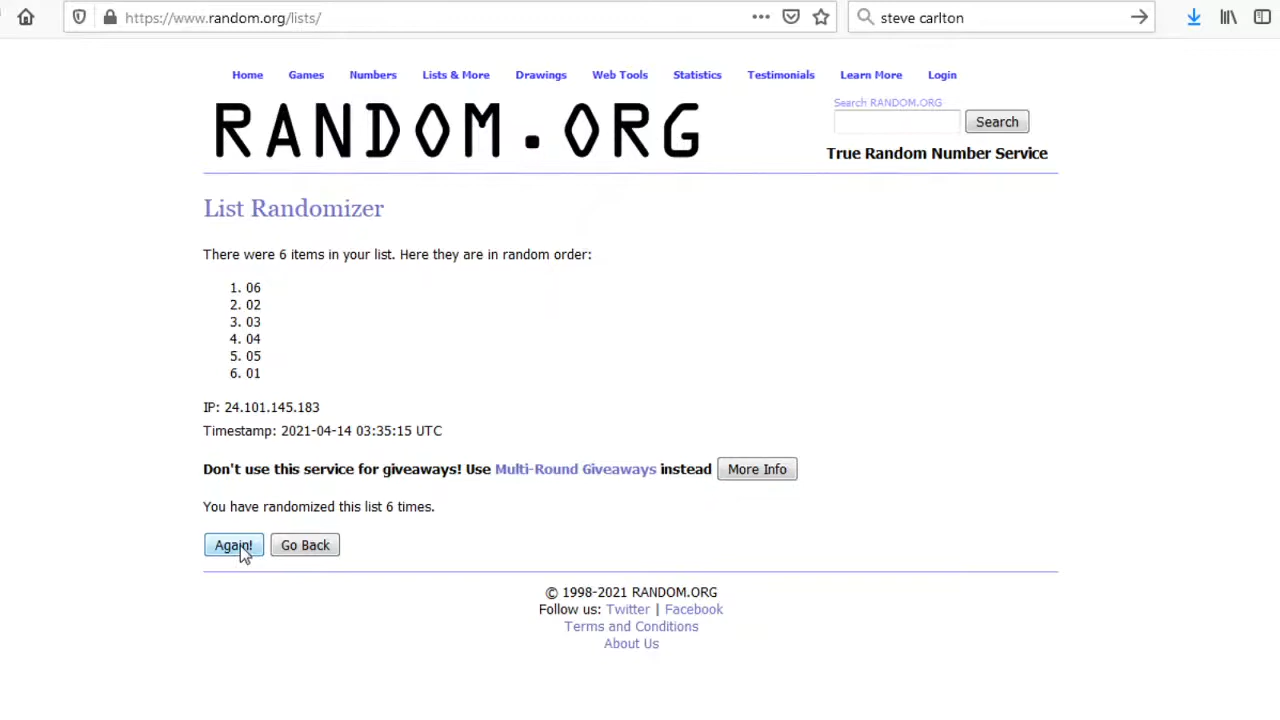 https://www.random.org/lists/
steve carlton
Home Games Numbers Lists & More Drawings Web Tools Statistics Testimonials Learn More Login
RANDOM.ORG
Search RANDOM.ORG
Search
True Random Number Service
List Randomizer
There were 6 items in your list. Here they are in random order:
1. 06
2. 02
3. 03
4. 04
5. 05
6. 01
IP: 24.101.145.183
Timestamp: 2021-04-14 03:35:15 UTC
Don't use this service for giveaways! Use Multi-Round Giveaways instead More Info
You have randomized this list 6 times.
Again! Go Back
© 1998-2021 RANDOM.ORG
Follow us: Twitter | Facebook
Terms and Conditions
About Us